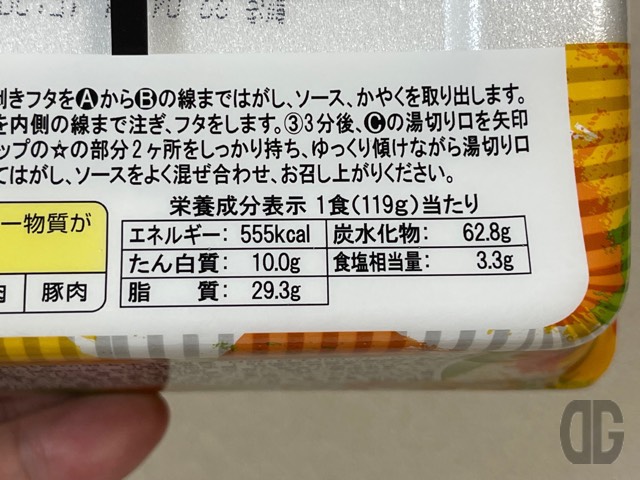 剝きフタをⒶからⒷの線まではがし、ソース、かやくを取り出します。
を内側の線まで注ぎ、フタをします。③3分後、Ⓒの湯切り口を矢印
ップの☆の部分2ヶ所をしっかり持ち、ゆっくり傾けながら湯切り口
てはがし、ソースをよく混ぜ合わせ、お召し上がりください。
栄養成分表示 1食(119g)当たり
エネルギー: 555kcal 炭水化物: 62.8g
たん白質: 10.0g 食塩相当量: 3.3g
脂 質: 29.3g
ー物質が
豚肉
DG